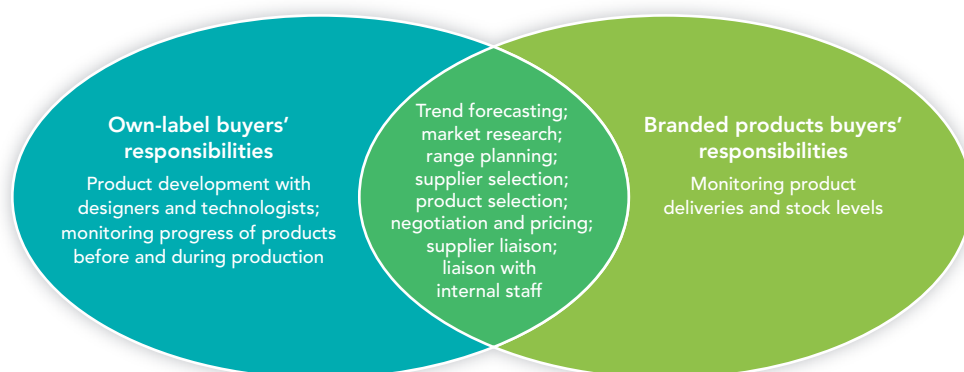 Own-label buyers’
responsibilities
Product development with
designers and technologists;
monitoring progress of products
before and during production
Trend forecasting;
market research;
range planning;
supplier selection;
product selection;
negotiation and pricing;
supplier liaison;
liaison with
internal staff
Branded products buyers’
responsibilities
Monitoring product
deliveries and stock levels